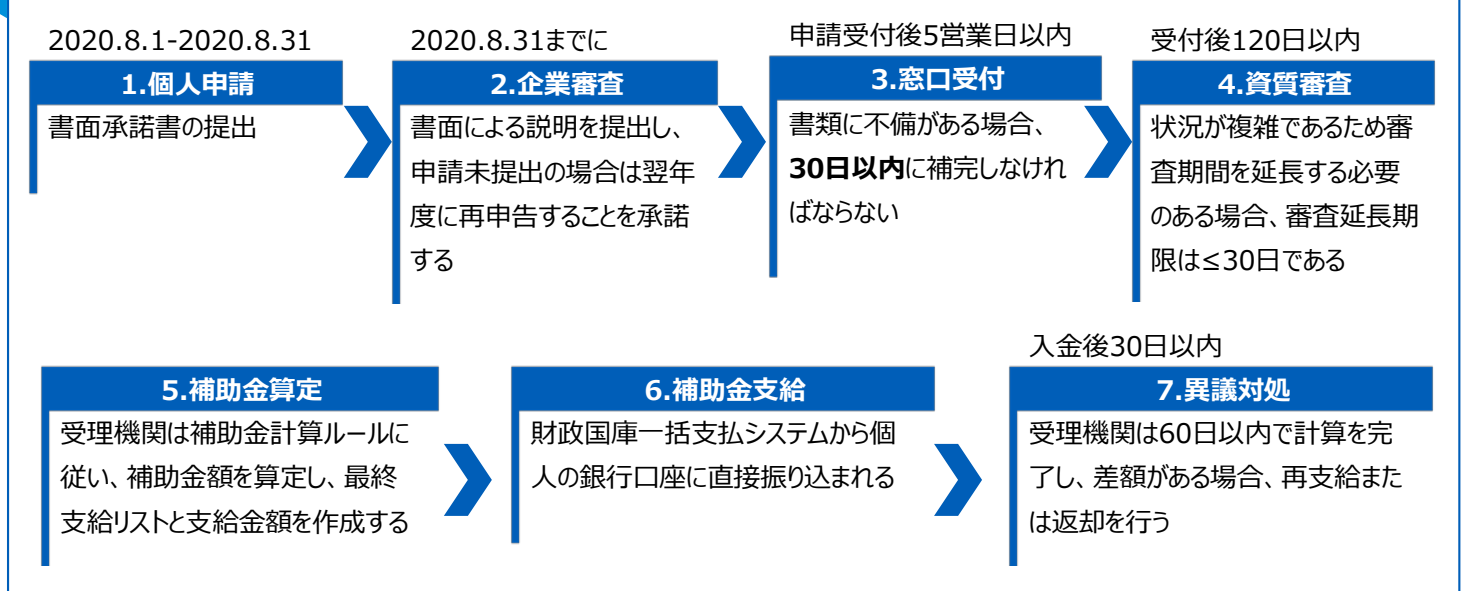 2020.8.1-2020.8.31
1.個人申請
書面承諾書の提出
2020.8.31までに
2.企業審査
書面による説明を提出し、
申請未提出の場合は翌年
度に再申告することを承諾
する
申請受付後5営業日以内
3.窓口受付
書類に不備がある場合、
30日以内に補完しなけれ
ばならない
受付後120日以内
4.資質審査
状況が複雑であるため審
査期間を延長する必要
のある場合、審査延長期
限は≤30日である
5.補助金算定
受理機関は補助金計算ルールに
従い、補助金額を算定し、最終
支給リストと支給金額を作成する
6.補助金支給
財政国庫一括支払システムから個
人の銀行口座に直接振り込まれる
入金後30日以内
7.異議対処
受理機関は60日以内で計算を完
了し、差額がある場合、再支給また
は返却を行う